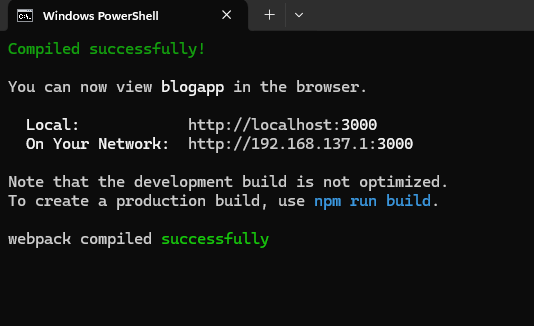 Windows PowerShell
Compiled successfully!
You can now view blogapp in the browser.
Local: http://localhost:3000
On Your Network: http://192.168.137.1:3000
Note that the development build is not optimized.
To create a production build, use npm run build.
webpack compiled successfully